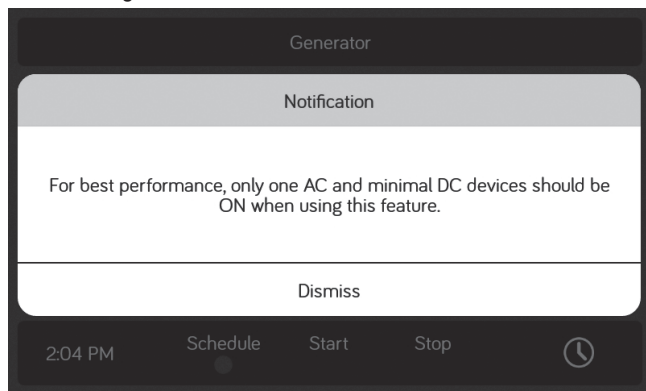 Generator
Notification
For best performance, only one AC and minimal DC devices should be
ON when using this feature.
Dismiss
2:04 PM Schedule Start Stop